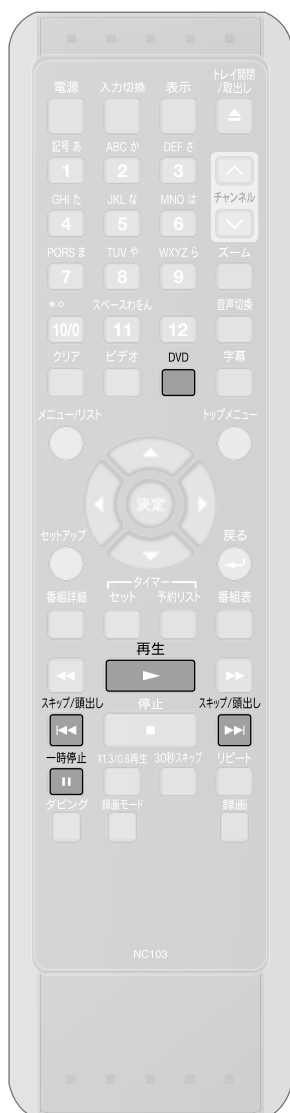 電源 入力切換 表示 トレイ開閉/取出し
記号 あ ABC か DEF さ
1 2 3
チャンネル
GHI た JKL な MNO は
4 5 6
PQRS ま TUV や WXYZ ら ズーム
7 8 9
゛゜ スペースわをん 音声切換
10/0 11 12
クリア ビデオ DVD 字幕
メニュー/リスト トップメニュー
決定
セットアップ 戻る
タイマー
番組詳細 セット 予約リスト 番組表
再生
スキップ/頭出し 停止 スキップ/頭出し
一時停止 X1.3/0.8再生 30秒スキップ リピート
ダビング 録画モード 録画
NC103